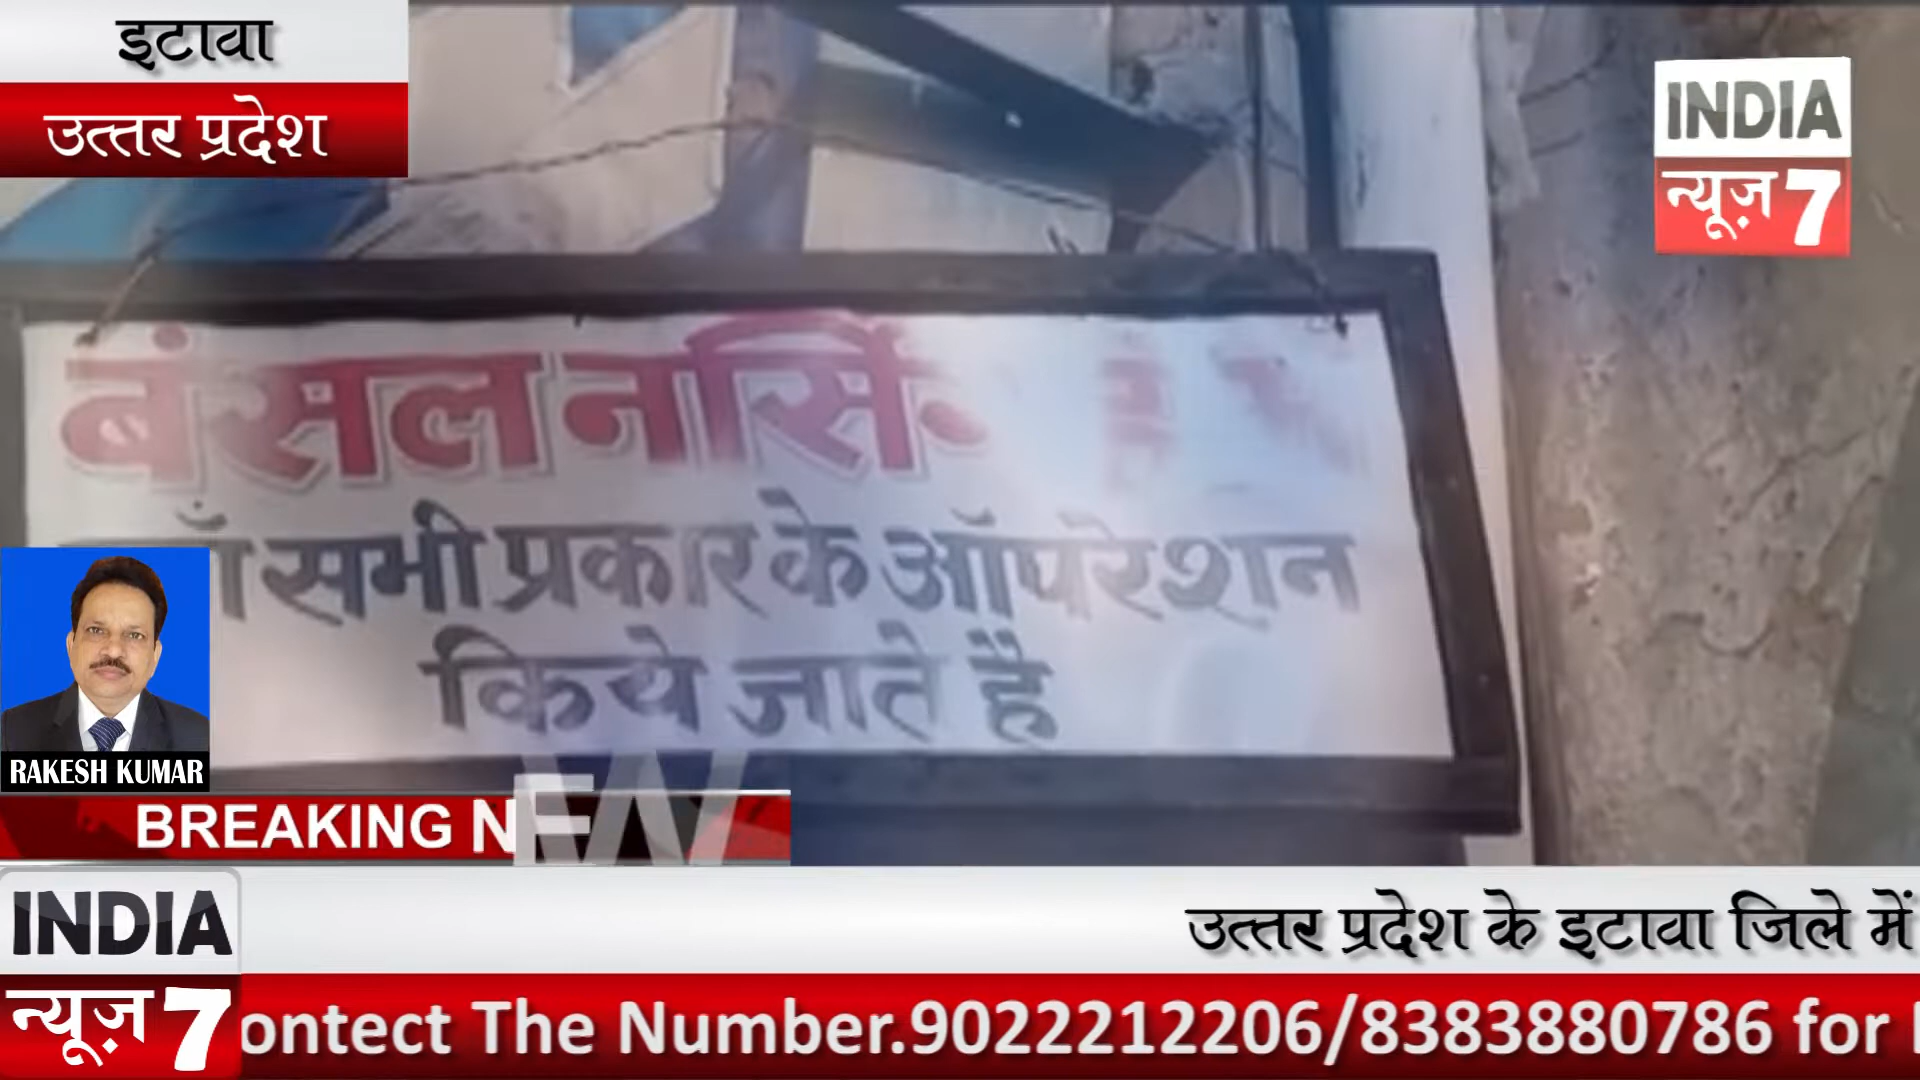 इटावा
उत्तर प्रदेश
INDIA
न्यूज़ 7
बंसल
सभी प्रकार के ऑपरेशन
किये जाते है
RAKESH KUMAR
BREAKING NEW
उत्तर प्रदेश के इटावा जिले में
INDIA
न्यूज़ 7
ontect The Number.9022212206/8383880786 for